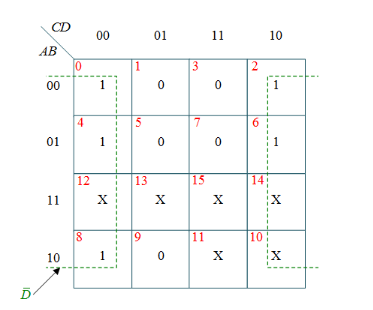 CD
AB
00 01 11 10
0 1 3 2
00 1 0 0 1
4 5 7 6
01 1 0 0 1
12 13 15 14
11 X X X X
8 9 11 10
10 1 0 X X
D̅